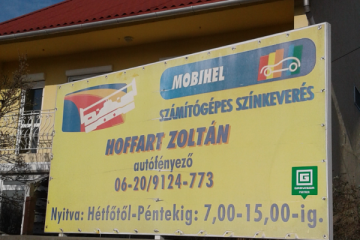 MOBIHEL
SZÁMÍTÓGÉPES SZÍNKEVERÉS
HOFFART ZOLTÁN
autófényező
06-20/9124-773
G
Nyitva: Hétfőtől-Péntekig: 7,00-15,00-ig.